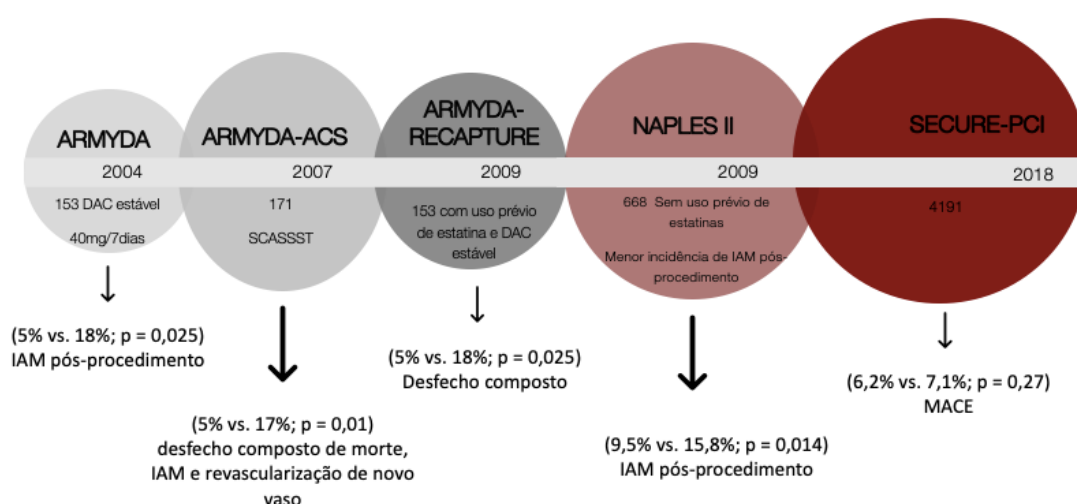 ARMYDA
2004
153 DAC estável
40mg/7dias
(5% vs. 18%; p = 0,025)
IAM pós-procedimento
ARMYDA-ACS
2007
171
SCASSST
(5% vs. 17%; p = 0,01)
desfecho composto de morte,
IAM e revascularização de novo
vaso
ARMYDA-
RECAPTURE
2009
153 com uso prévio
de estatina e DAC
estável
(5% vs. 18%; p = 0,025)
Desfecho composto
NAPLES II
2009
668 Sem uso prévio de
estatinas
Menor incidência de IAM pós-
procedimento
(9,5% vs. 15,8%; p = 0,014)
IAM pós-procedimento
SECURE-PCI
2018
4191
(6,2% vs. 7,1%; p = 0,27)
MACE